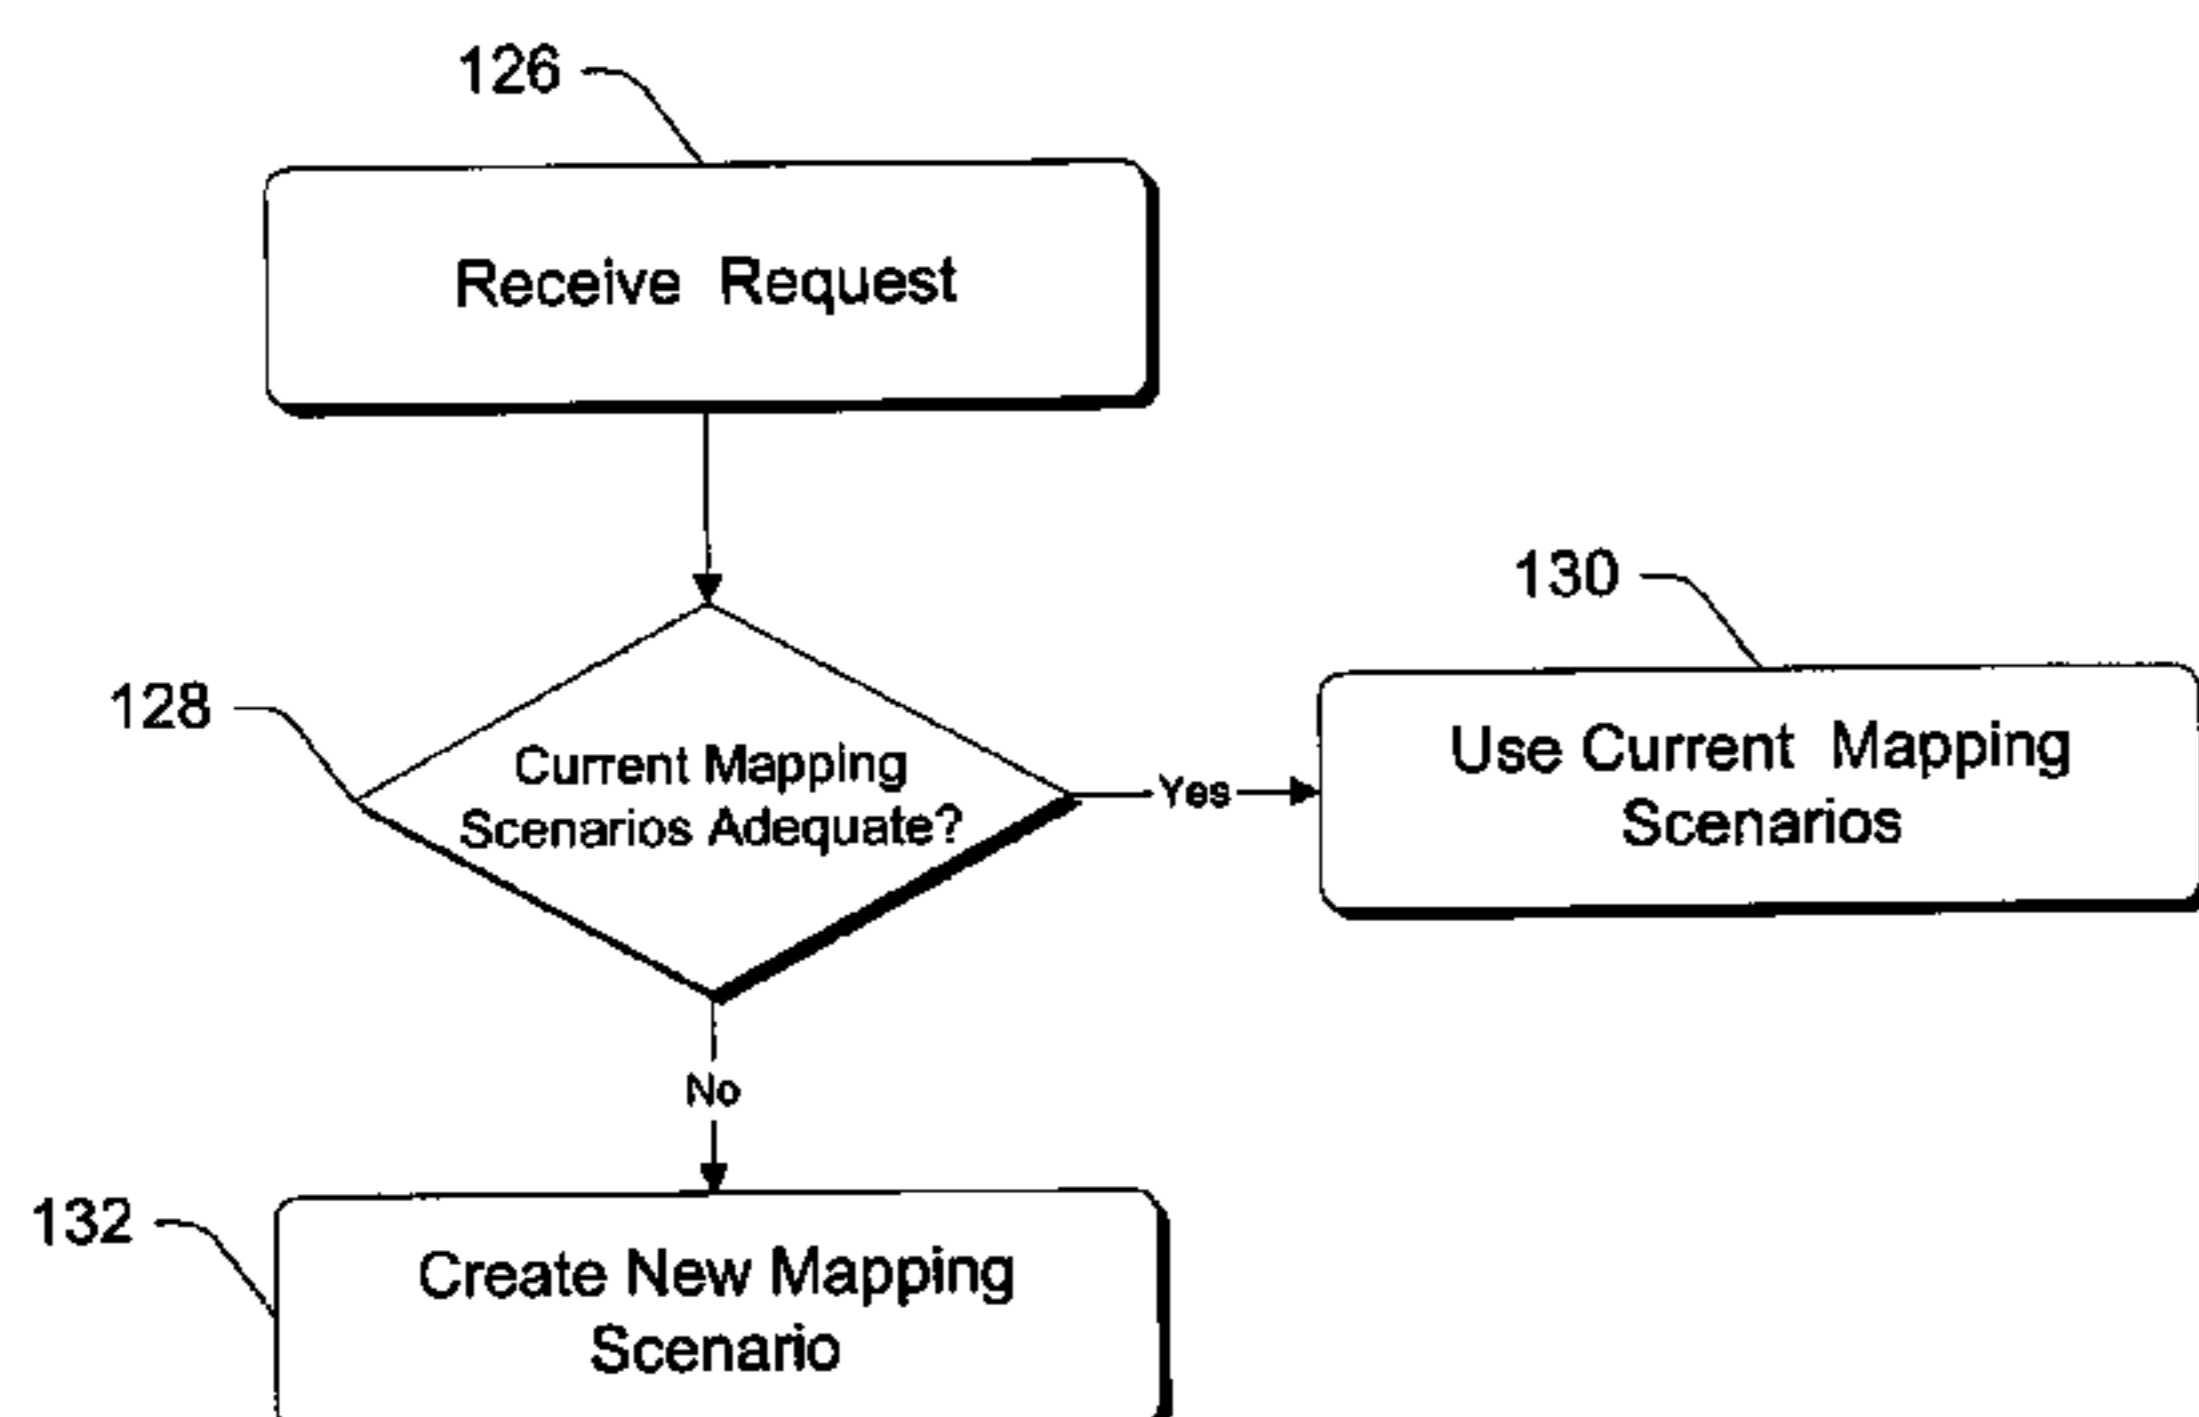 126
Receive Request
128
Current Mapping
Scenarios Adequate?
Yes
130
Use Current Mapping
Scenarios
No
132
Create New Mapping
Scenario